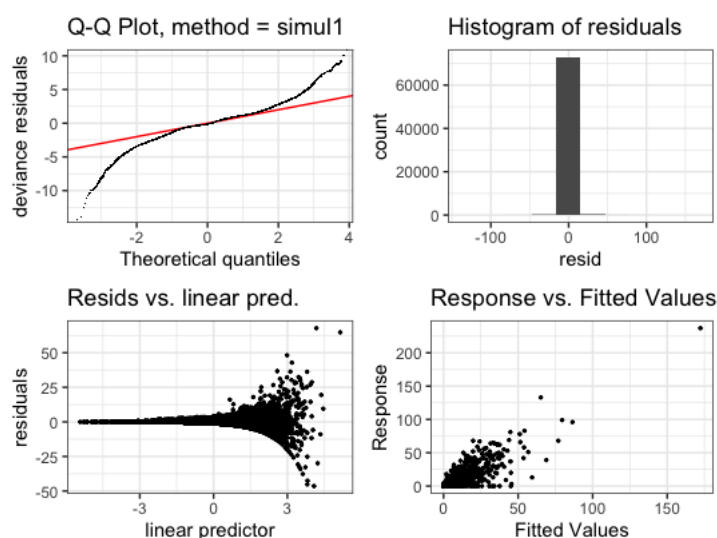 Q-Q Plot, method = simul1
10
5
0
-5
-10
deviance residuals
-2
0
2
4
Theoretical quantiles
Histogram of residuals
60000
40000
20000
0
count
-100
0
100
resid
Resids vs. linear pred.
50
25
0
-25
-50
residuals
-3
0
3
linear predictor
Response vs. Fitted Values
200
150
100
50
0
Response
0
50
100
150
Fitted Values